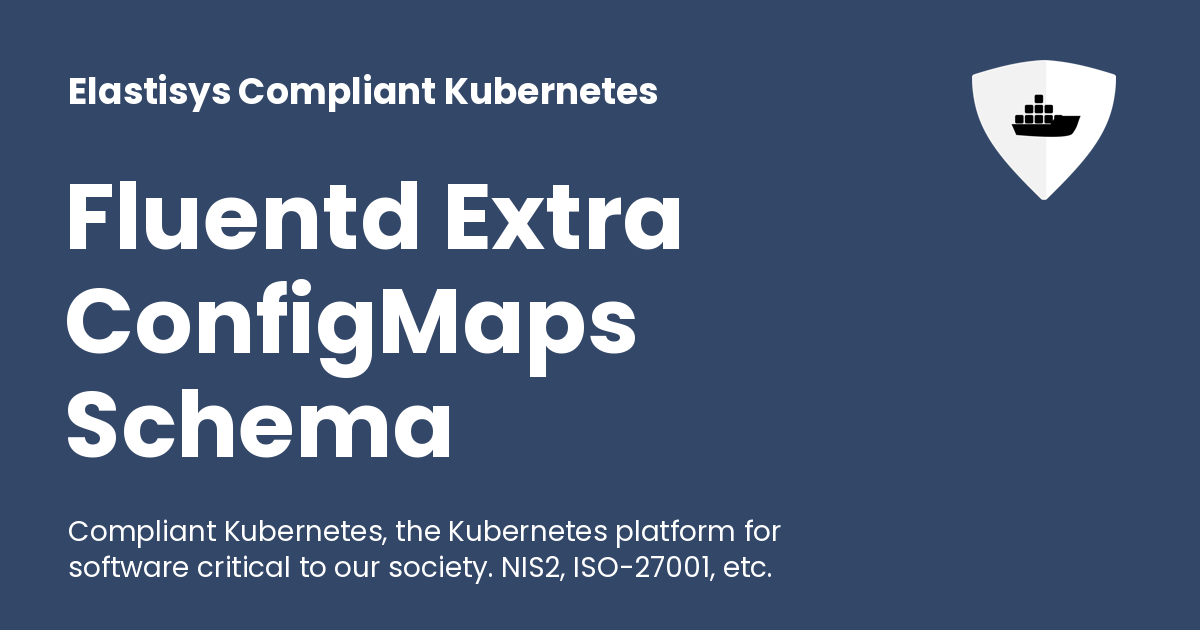 Elastisys Compliant Kubernetes
Fluentd Extra
ConfigMaps
Schema
Compliant Kubernetes, the Kubernetes platform for
software critical to our society. NIS2, ISO-27001, etc.